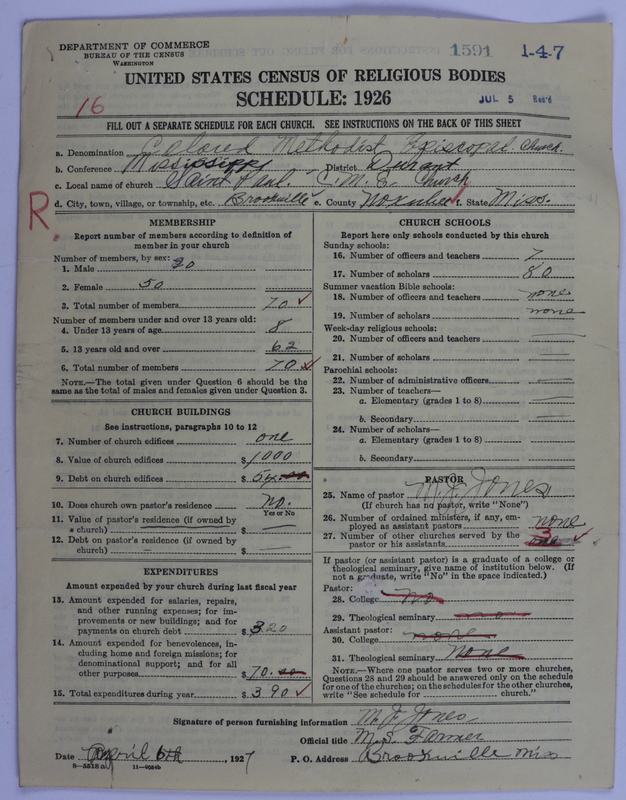 DEPARTMENT OF COMMERCE
BUREAU OF THE CENSUS
WASHINGTON
1591
1-4-7
UNITED STATES CENSUS OF RELIGIOUS BODIES
SCHEDULE: 1926
16
JUL 5 Rec'd
FILL OUT A SEPARATE SCHEDULE FOR EACH CHURCH. SEE INSTRUCTIONS ON THE BACK OF THIS SHEET
a. Denomination Colored Methodist Episcopal Church.
b. Conference Mississippi District Durant
c. Local name of church Saint Paul. C. M. E. Church
d. City, town, village, or township, etc. Brookville e. County Noxubee f. State Miss.
R
MEMBERSHIP
Report number of members according to definition of
member in your church
Number of members, by sex:
1. Male 20
2. Female 50
3. Total number of members 70
Number of members under and over 13 years old:
4. Under 13 years of age 8
5. 13 years old and over 62
6. Total number of members 70
NOTE.—The total given under Question 6 should be the
same as the total of males and females given under Question 3.
CHURCH BUILDINGS
See instructions, paragraphs 10 to 12
7. Number of church edifices one
8. Value of church edifices $1000
9. Debt on church edifices $54.00
10. Does church own pastor's residence no.
Yes or No
11. Value of pastor's residence (if owned by
church) $
12. Debt on pastor's residence (if owned by
church) — $ —
EXPENDITURES
Amount expended by your church during last fiscal year
13. Amount expended for salaries, repairs,
and other running expenses; for im-
provements or new buildings; and for
payments on church debt $320
14. Amount expended for benevolences, in-
cluding home and foreign missions; for
denominational support; and for all
other purposes $70.00
15. Total expenditures during year $390
CHURCH SCHOOLS
Report here only schools conducted by this church
Sunday schools:
16. Number of officers and teachers 7
17. Number of scholars 80
Summer vacation Bible schools:
18. Number of officers and teachers none
19. Number of scholars none
Week-day religious schools:
20. Number of officers and teachers —
21. Number of scholars —
Parochial schools:
22. Number of administrative officers —
23. Number of teachers—
a. Elementary (grades 1 to 8) —
b. Secondary
24. Number of scholars—
a. Elementary (grades 1 to 8) —
b. Secondary —
PASTOR
25. Name of pastor M. J. Jones
(If church has no pastor, write "None")
26. Number of ordained ministers, if any, em-
ployed as assistant pastors none
27. Number of other churches served by the
pastor or his assistants 3
If pastor (or assistant pastor) is a graduate of a college or
theological seminary, give name of institution below. (If
not a graduate, write "No" in the space indicated.)
Pastor:
28. College no
29. Theological seminary no
Assistant pastor:
30. College none
31. Theological seminary none
NOTE.—Where one pastor serves two or more churches,
Questions 28 and 29 should be answered only on the schedule
for one of the churches; on the schedules for the other churches,
write "See schedule for church."
Signature of person furnishing information M. J. Jones
Official title
Date April 6th, 1927 P. O. Address Brookville Miss
8—5518 a 11—9054b